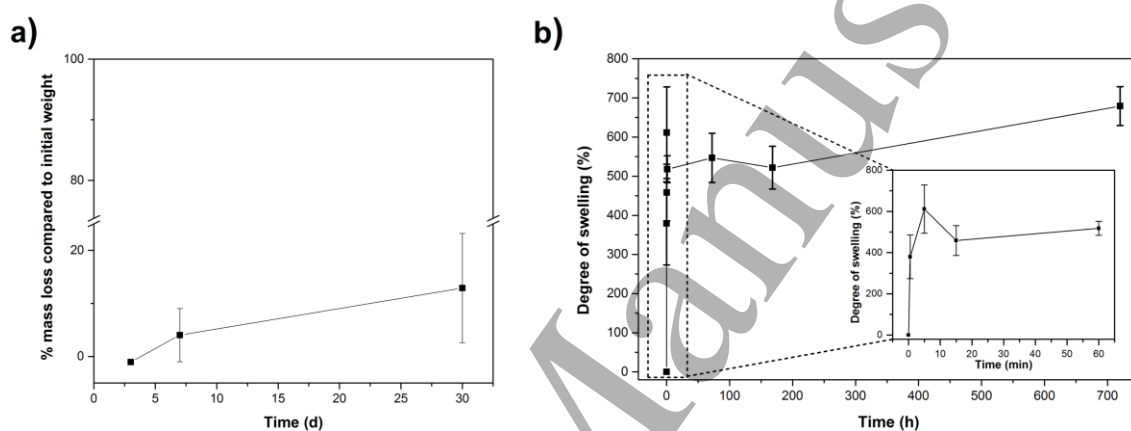 a)
% mass loss compared to initial weight
100
80
20
0
0 5 10 15 20 25 30
Time (d)
b)
Degree of swelling (%)
800
700
600
500
400
300
200
100
0
0 100 200 300 400 500 600 700
Time (h)
Degree of swelling (%)
800
600
400
200
0
0 10 20 30 40 50 60
Time (min)
Manus